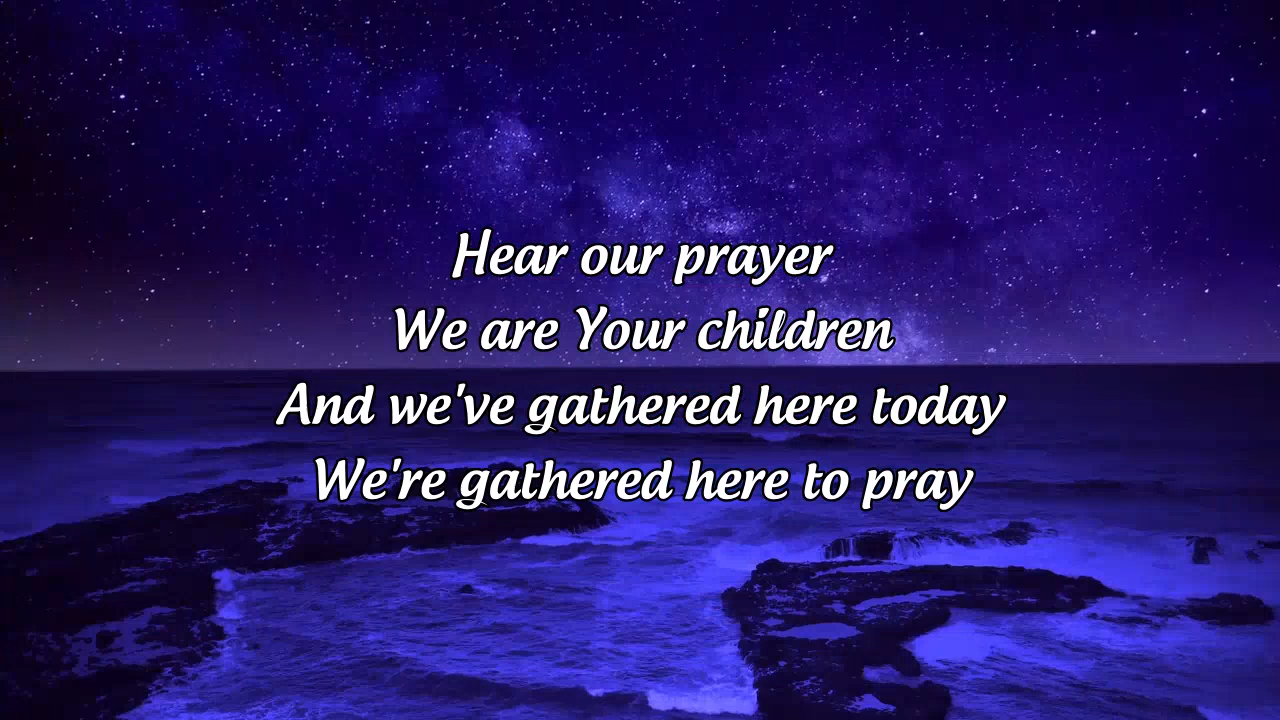 Hear our prayer
We are Your children
And we've gathered here today
We're gathered here to pray